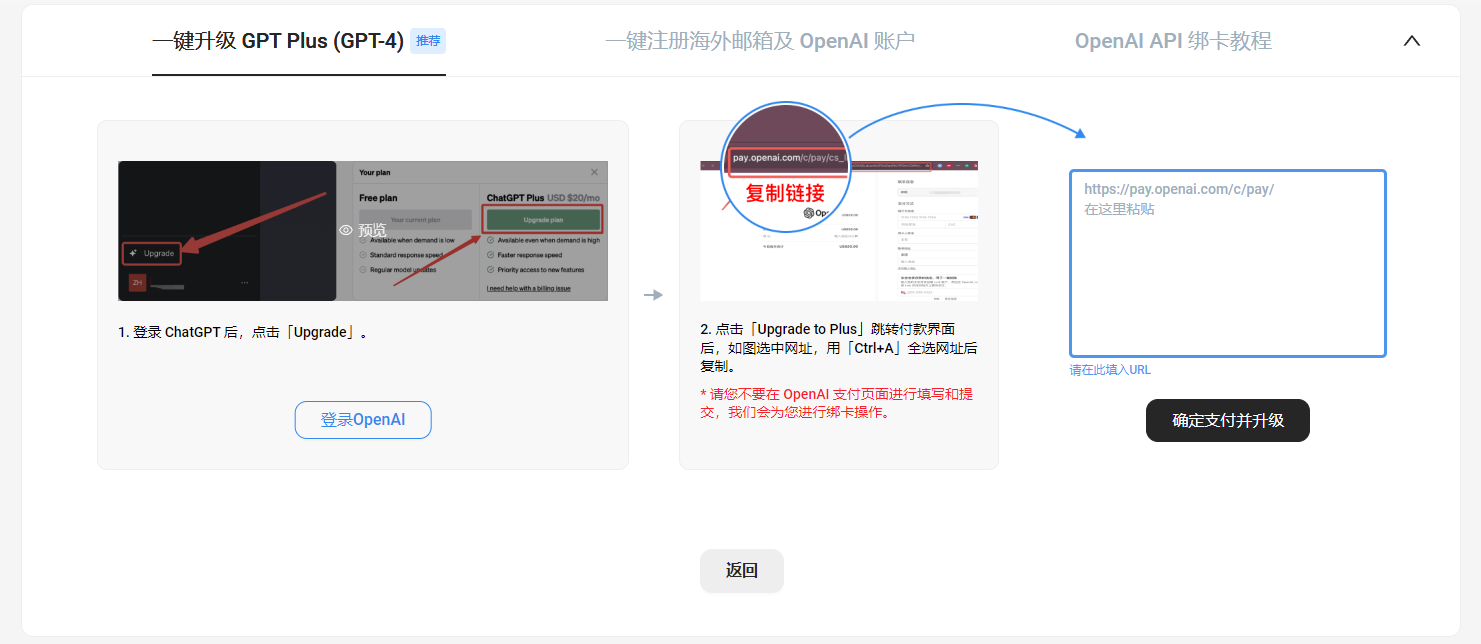 一键升级 GPT Plus (GPT-4) 推荐
一键注册海外邮箱及 OpenAI 账户
OpenAI API 绑卡教程
Upgrade
ZH
预览
Your plan
Free plan
ChatGPT Plus USD $20/mo
Your current plan
Upgrade plan
Available when demand is low
Available even when demand is high
Standard response speed
Faster response speed
Regular model updates
Priority access to new features
I need help with a billing issue
1. 登录 ChatGPT 后，点击「Upgrade」。
登录OpenAI
pay.openai.com/c/pay/cs_
复制链接
2. 点击「Upgrade to Plus」跳转付款界面
后，如图选中网址，用「Ctrl+A」全选网址后
复制。
* 请您不要在 OpenAI 支付页面进行填写和提
交，我们会为您进行绑卡操作。
https://pay.openai.com/c/pay/
在这里粘贴
请在此填入URL
确定支付并升级
返回